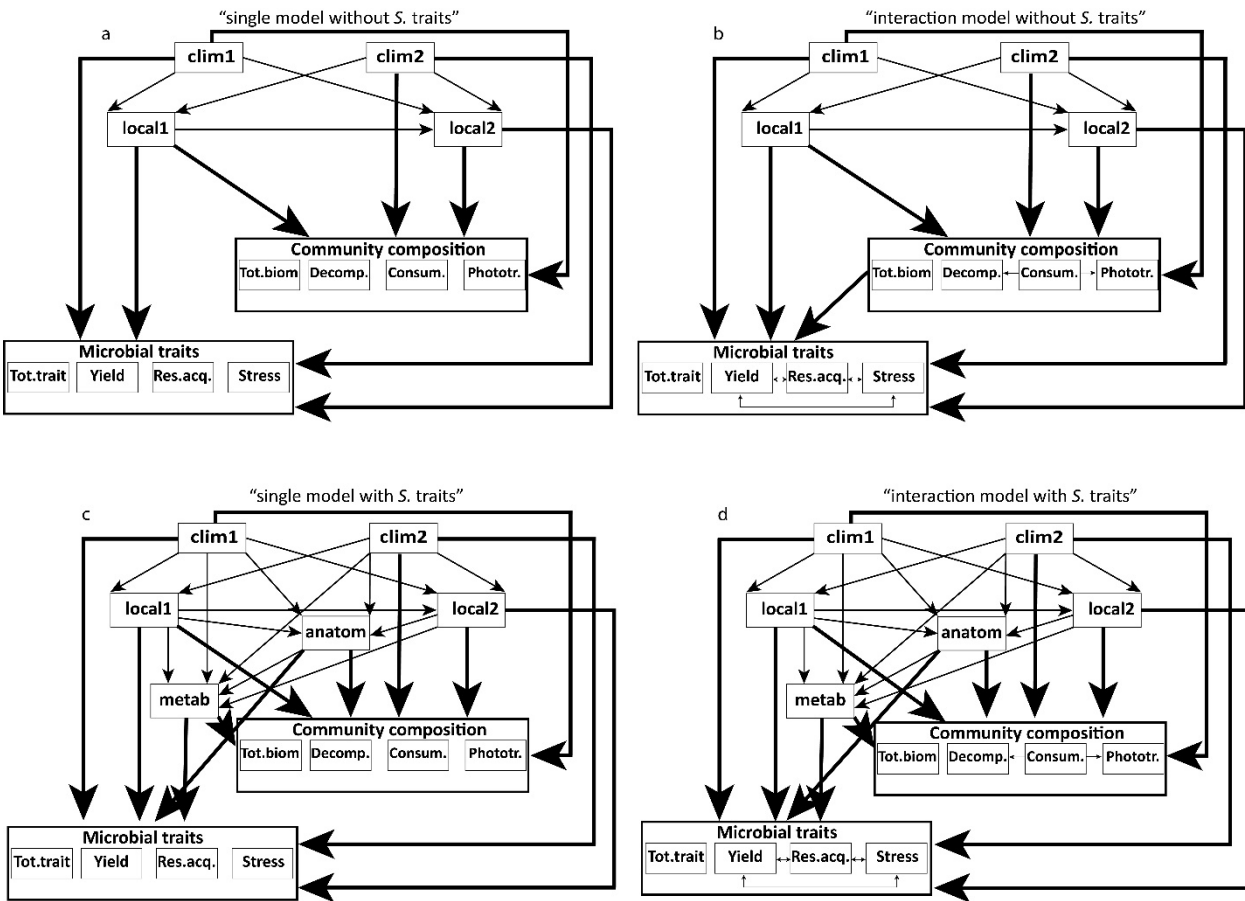 "single model without S. traits"
a
clim1
clim2
local1
local2
Community composition
Tot.biom
Decomp.
Consum.
Phototr.
Microbial traits
Tot.trait
Yield
Res.acq.
Stress
"interaction model without S. traits"
b
clim1
clim2
local1
local2
Community composition
Tot.biom
Decomp.
Consum.
Phototr.
Microbial traits
Tot.trait
Yield
Res.acq.
Stress
"single model with S. traits"
c
clim1
clim2
local1
local2
anatom
metab
Community composition
Tot.biom
Decomp.
Consum.
Phototr.
Microbial traits
Tot.trait
Yield
Res.acq.
Stress
"interaction model with S. traits"
d
clim1
clim2
local1
local2
anatom
metab
Community composition
Tot.biom
Decomp.
Consum.
Phototr.
Microbial traits
Tot.trait
Yield
Res.acq.
Stress